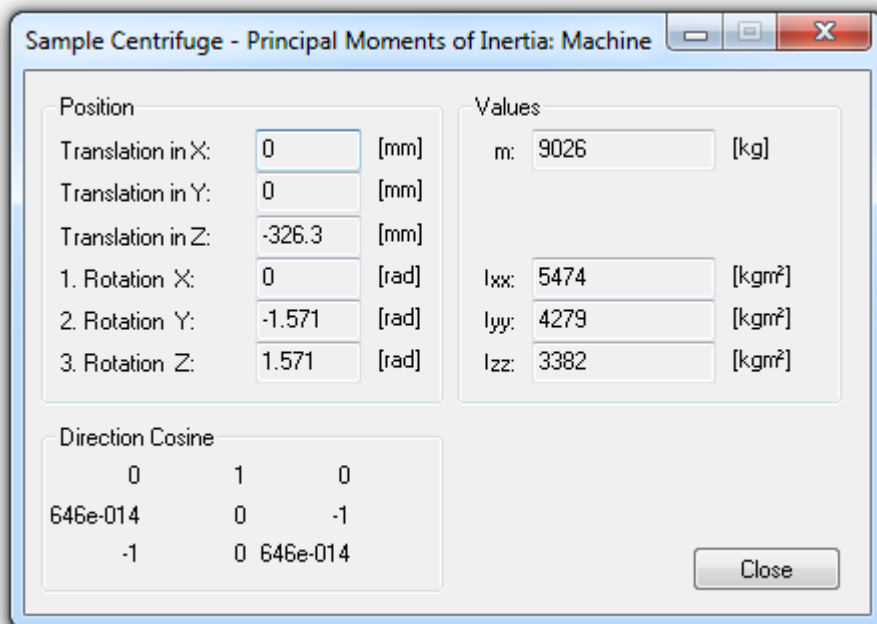 Sample Centrifuge - Principal Moments of Inertia: Machine
Position
Translation in X: 0 [mm]
Translation in Y: 0 [mm]
Translation in Z: -326.3 [mm]
1. Rotation X: 0 [rad]
2. Rotation Y: -1.571 [rad]
3. Rotation Z: 1.571 [rad]
Values
m: 9026 [kg]
Ixx: 5474 [kgm²]
Iyy: 4279 [kgm²]
Izz: 3382 [kgm²]
Direction Cosine
0 1 0
646e-014 0 -1
-1 0 646e-014
Close